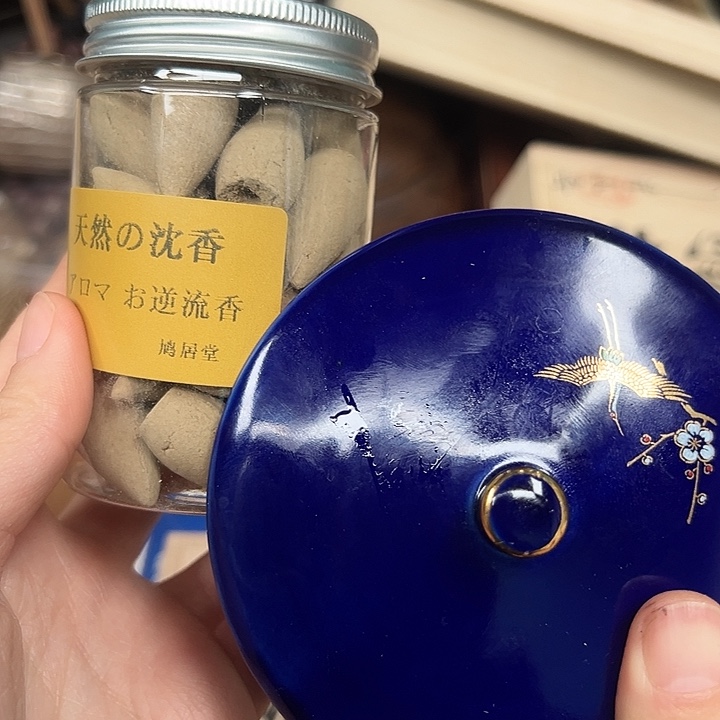 天然の沈香
アロマ お逆流香
鳩居堂